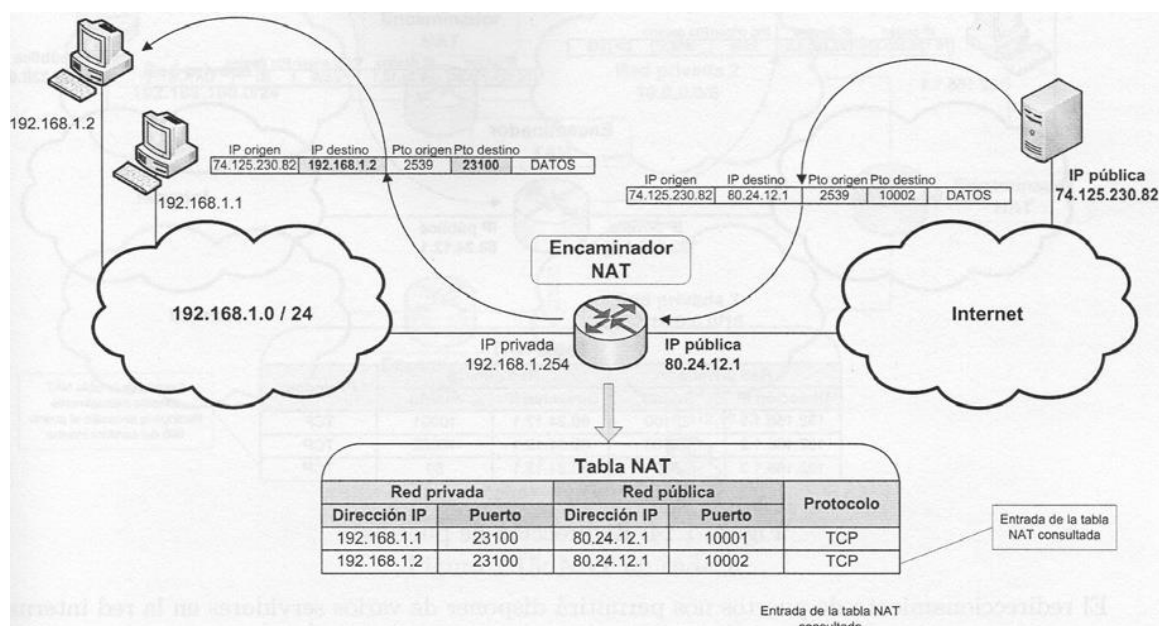 192.168.1.2
192.168.1.1
IP origen IP destino Pto origen Pto destino
74.125.230.82 192.168.1.2 2539 23100 DATOS
IP origen IP destino Pto origen Pto destino
74.125.230.82 80.24.12.1 2539 10002 DATOS
IP pública
74.125.230.82
Encaminador
NAT
192.168.1.0 / 24
Internet
IP privada
192.168.1.254
IP pública
80.24.12.1
Tabla NAT
Red privada Red pública Protocolo
Dirección IP Puerto Dirección IP Puerto
192.168.1.1 23100 80.24.12.1 10001 TCP
192.168.1.2 23100 80.24.12.1 10002 TCP
Entrada de la tabla
NAT consultada
Entrada de la tabla NAT
consultada